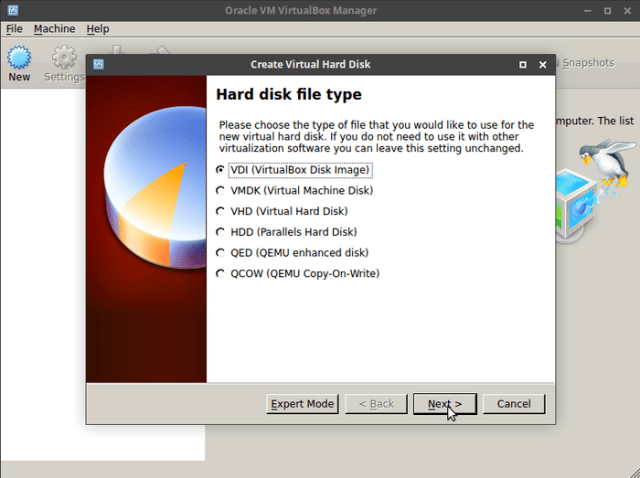 Oracle VM VirtualBox Manager
File Machine Help
New
Settings
Snapshots
Create Virtual Hard Disk
Hard disk file type
Please choose the type of file that you would like to use for the
new virtual hard disk. If you do not need to use it with other
virtualization software you can leave this setting unchanged.
VDI (VirtualBox Disk Image)
VMDK (Virtual Machine Disk)
VHD (Virtual Hard Disk)
HDD (Parallels Hard Disk)
QED (QEMU enhanced disk)
QCOW (QEMU Copy-On-Write)
mputer. The list
Expert Mode
< Back
Next >
Cancel